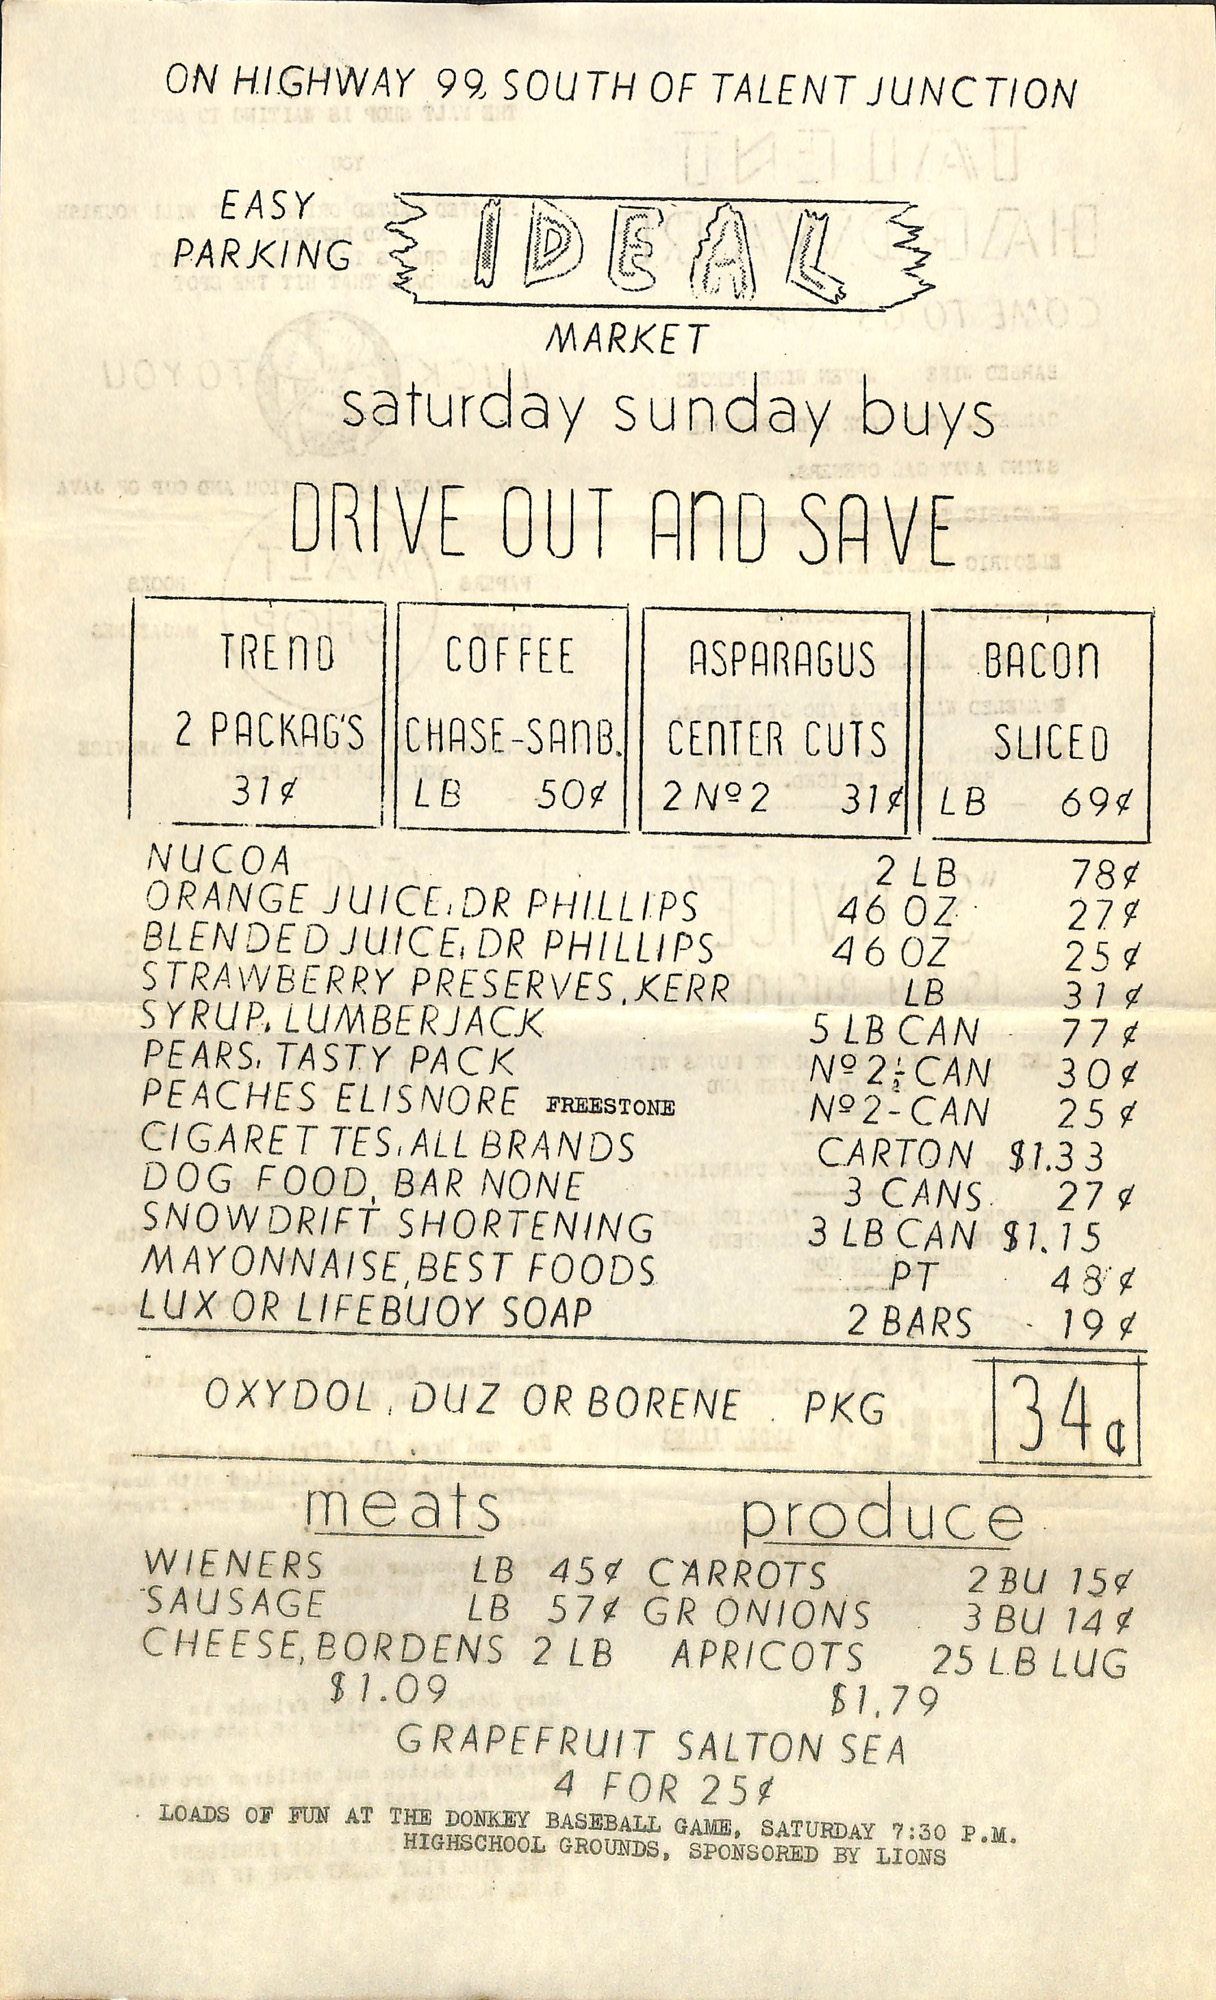 ON HIGHWAY 99, SOUTH OF TALENT JUNCTION
EASY
PARKING
IDEAL
MARKET
saturday sunday buys
DRIVE OUT AND SAVE
TREND
2 PACKAG'S
31¢
COFFEE
CHASE-SANB.
LB 50¢
ASPARAGUS
CENTER CUTS
2 Nº 2 31¢
BACON
SLICED
LB 69¢
NUCOA 2 LB 78¢
ORANGE JUICE, DR PHILLIPS 46 OZ 27¢
BLENDED JUICE, DR PHILLIPS 46 OZ 25¢
STRAWBERRY PRESERVES, KERR LB 31¢
SYRUP, LUMBERJACK 5 LB CAN 77¢
PEARS, TASTY PACK Nº 2½ CAN 30¢
PEACHES ELISNORE FREESTONE Nº 2- CAN 25¢
CIGARETTES, ALL BRANDS CARTON $1.33
DOG FOOD, BAR NONE 3 CANS 27¢
SNOWDRIFT SHORTENING 3 LB CAN $1.15
MAYONNAISE, BEST FOODS PT 48¢
LUX OR LIFEBUOY SOAP 2 BARS 19¢
OXYDOL, DUZ OR BORENE PKG 34¢
meats
WIENERS LB 45¢
SAUSAGE LB 57¢
CHEESE, BORDENS 2 LB
$1.09
produce
CARROTS 2 BU 15¢
GR ONIONS 3 BU 14¢
APRICOTS 25 LB LUG
$1.79
GRAPEFRUIT SALTON SEA
4 FOR 25¢
LOADS OF FUN AT THE DONKEY BASEBALL GAME, SATURDAY 7:30 P.M.
HIGHSCHOOL GROUNDS, SPONSORED BY LIONS